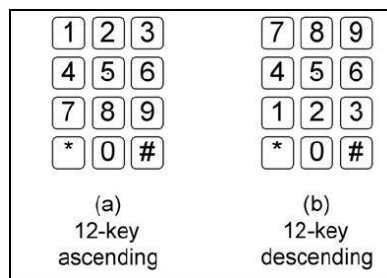 1 2 3
4 5 6
7 8 9
* 0 #
(a)
12-key
ascending
7 8 9
4 5 6
1 2 3
* 0 #
(b)
12-key
descending